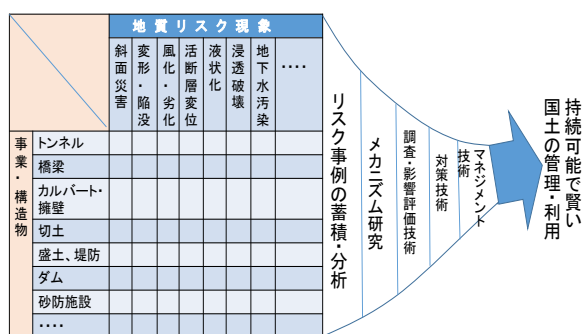 地質リスク現象
斜面災害
変形・陥没
風化・劣化
活断層変位
液状化
浸透破壊
地下水汚染
‥‥
事業・構造物
トンネル
橋梁
カルバート・
擁壁
切土
盛土、堤防
ダム
砂防施設
‥‥
リスク事例の蓄積・分析
メカニズム研究
調査・影響評価技術
対策技術
マネジメント
技術
持続可能で賢い
国土の管理・利用